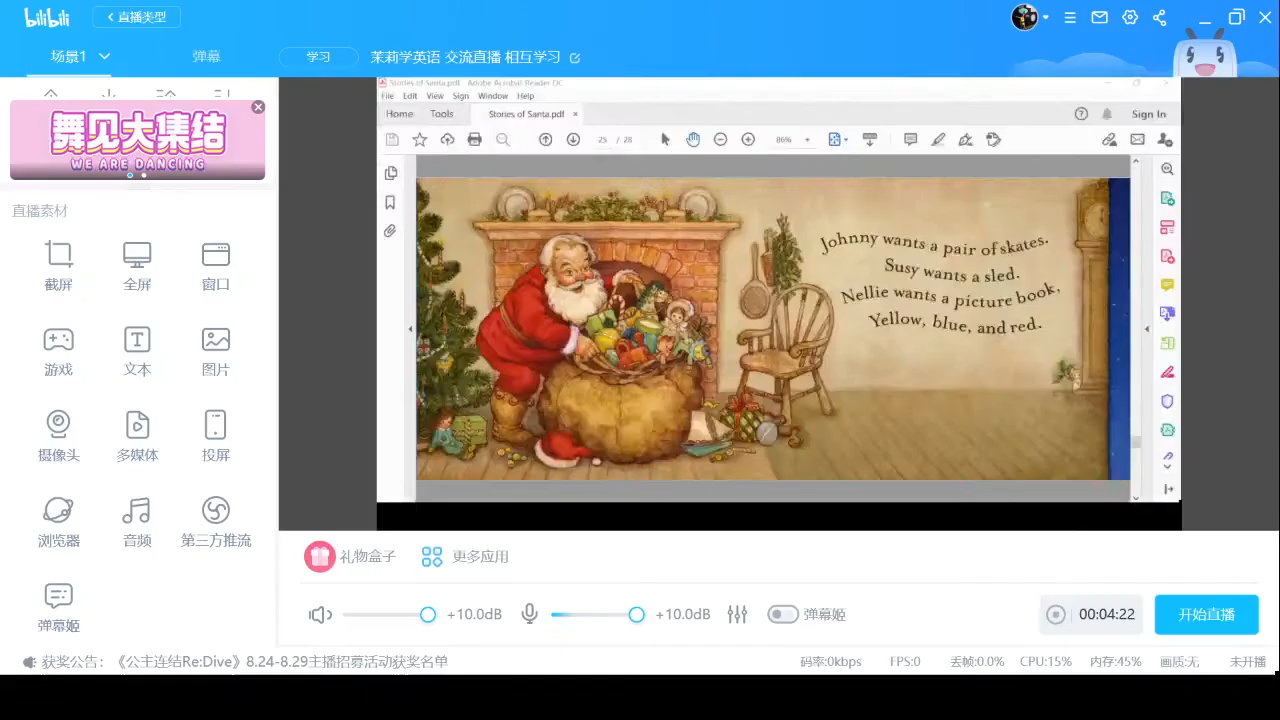 bilibili
直播类型
场景1
弹幕
学习
茉莉学英语 交流直播 相互学习
舞见大集结
WE ARE DANCING
直播素材
截屏
全屏
窗口
游戏
文本
图片
摄像头
多媒体
投屏
浏览器
音频
第三方推流
弹幕姬
Stories of Santa.pdf - Adobe Acrobat Reader DC
File Edit View Sign Window Help
Home Tools Stories of Santa.pdf × Sign In
25 / 28 86%
Johnny wants a pair of skates.
Susy wants a sled.
Nellie wants a picture book,
Yellow, blue, and red.
礼物盒子
更多应用
+10.0dB
+10.0dB
弹幕姬
00:04:22
开始直播
获奖公告: 《公主连结Re:Dive》8.24-8.29主播招募活动获奖名单
码率:0kbps
FPS:0
丢帧:0.0%
CPU:15%
内存:45%
画质:无
未开播